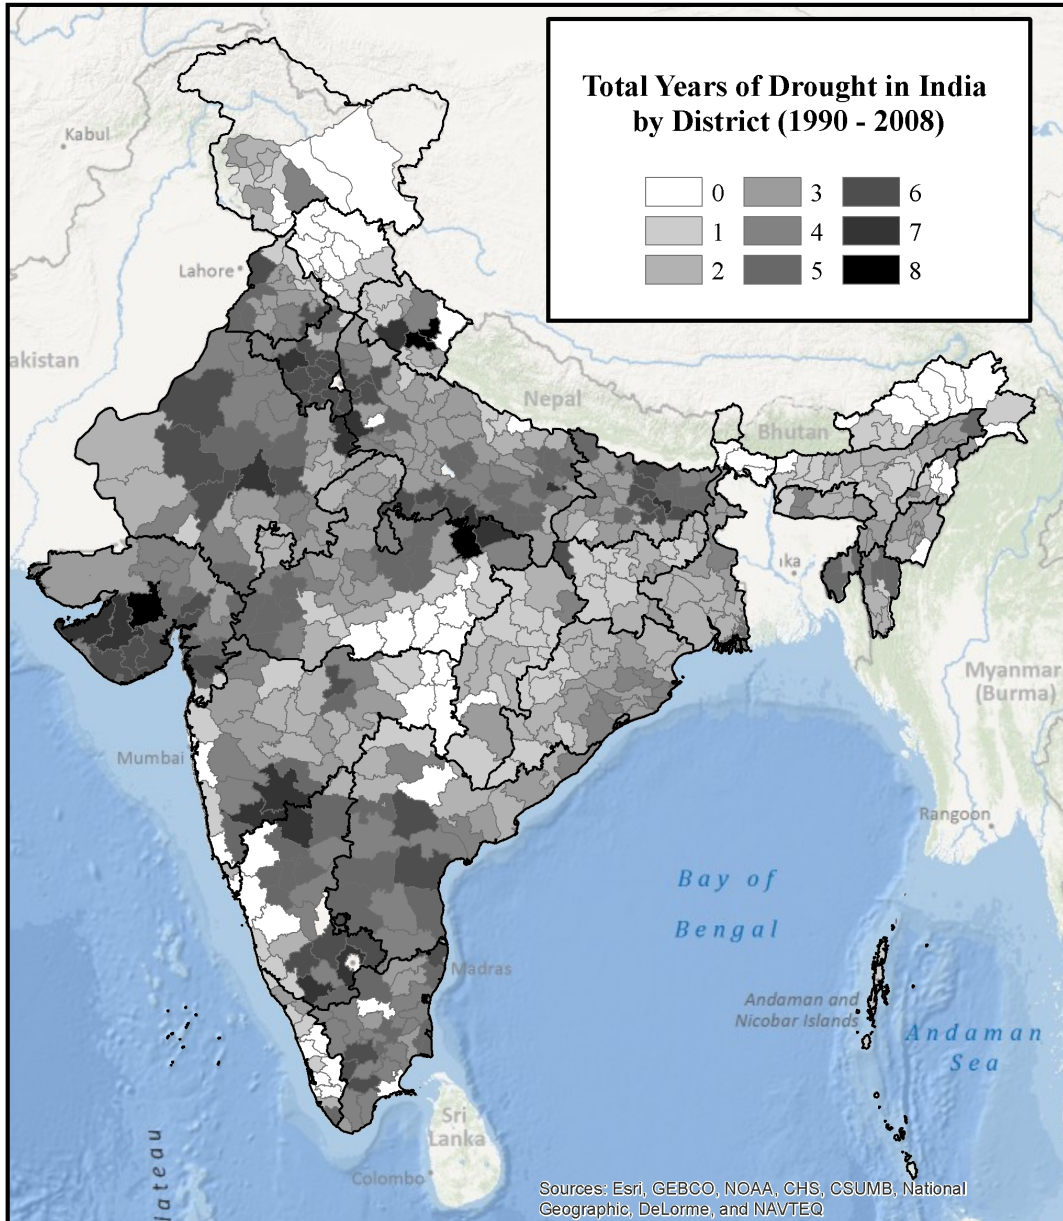 Total Years of Drought in India
by District (1990 - 2008)
0 3 6
1 4 7
2 5 8
Kabul
Lahore
akistan
Nepal
Bhutan
ika
Myanmar
(Burma)
Mumbai
Rangoon
Bay of
Bengal
Madras
Andaman and
Nicobar Islands
Andaman
Sea
Sri
Lanka
Colombo
lateau
Sources: Esri, GEBCO, NOAA, CHS, CSUMB, National
Geographic, DeLorme, and NAVTEQ